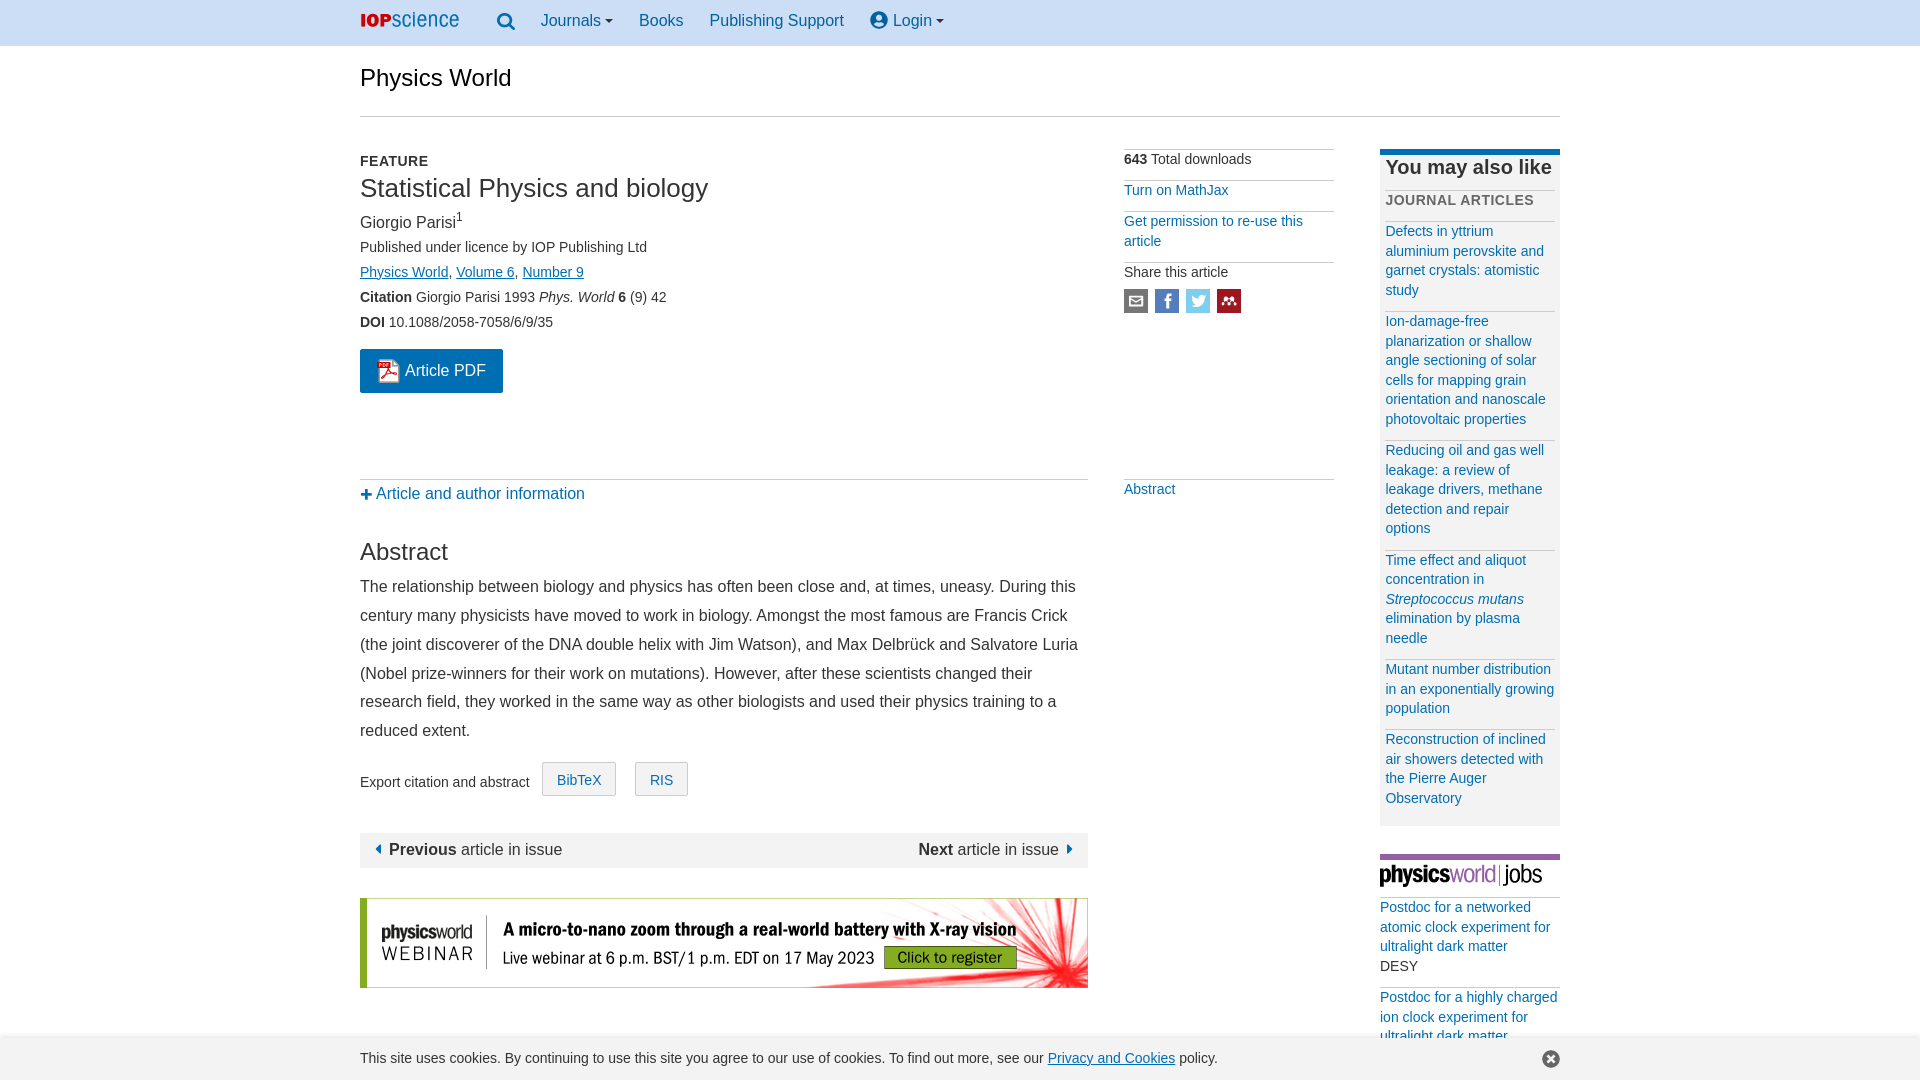 IOPscience Journals Books Publishing Support Login
Physics World
FEATURE
Statistical Physics and biology
Giorgio Parisi1
Published under licence by IOP Publishing Ltd
Physics World, Volume 6, Number 9
Citation Giorgio Parisi 1993 Phys. World 6 (9) 42
DOI 10.1088/2058-7058/6/9/35
PDF Article PDF
643 Total downloads
Turn on MathJax
Get permission to re-use this
article
Share this article
Article and author information
Abstract
Abstract
The relationship between biology and physics has often been close and, at times, uneasy. During this
century many physicists have moved to work in biology. Amongst the most famous are Francis Crick
(the joint discoverer of the DNA double helix with Jim Watson), and Max Delbrück and Salvatore Luria
(Nobel prize-winners for their work on mutations). However, after these scientists changed their
research field, they worked in the same way as other biologists and used their physics training to a
reduced extent.
Export citation and abstract BibTeX RIS
Previous article in issue
Next article in issue
physicsworld
WEBINAR
A micro-to-nano zoom through a real-world battery with X-ray vision
Live webinar at 6 p.m. BST/1 p.m. EDT on 17 May 2023 Click to register
You may also like
JOURNAL ARTICLES
Defects in yttrium
aluminium perovskite and
garnet crystals: atomistic
study
Ion-damage-free
planarization or shallow
angle sectioning of solar
cells for mapping grain
orientation and nanoscale
photovoltaic properties
Reducing oil and gas well
leakage: a review of
leakage drivers, methane
detection and repair
options
Time effect and aliquot
concentration in
Streptococcus mutans
elimination by plasma
needle
Mutant number distribution
in an exponentially growing
population
Reconstruction of inclined
air showers detected with
the Pierre Auger
Observatory
physicsworld jobs
Postdoc for a networked
atomic clock experiment for
ultralight dark matter
DESY
Postdoc for a highly charged
ion clock experiment for
ultralight dark matter
This site uses cookies. By continuing to use this site you agree to our use of cookies. To find out more, see our Privacy and Cookies policy.